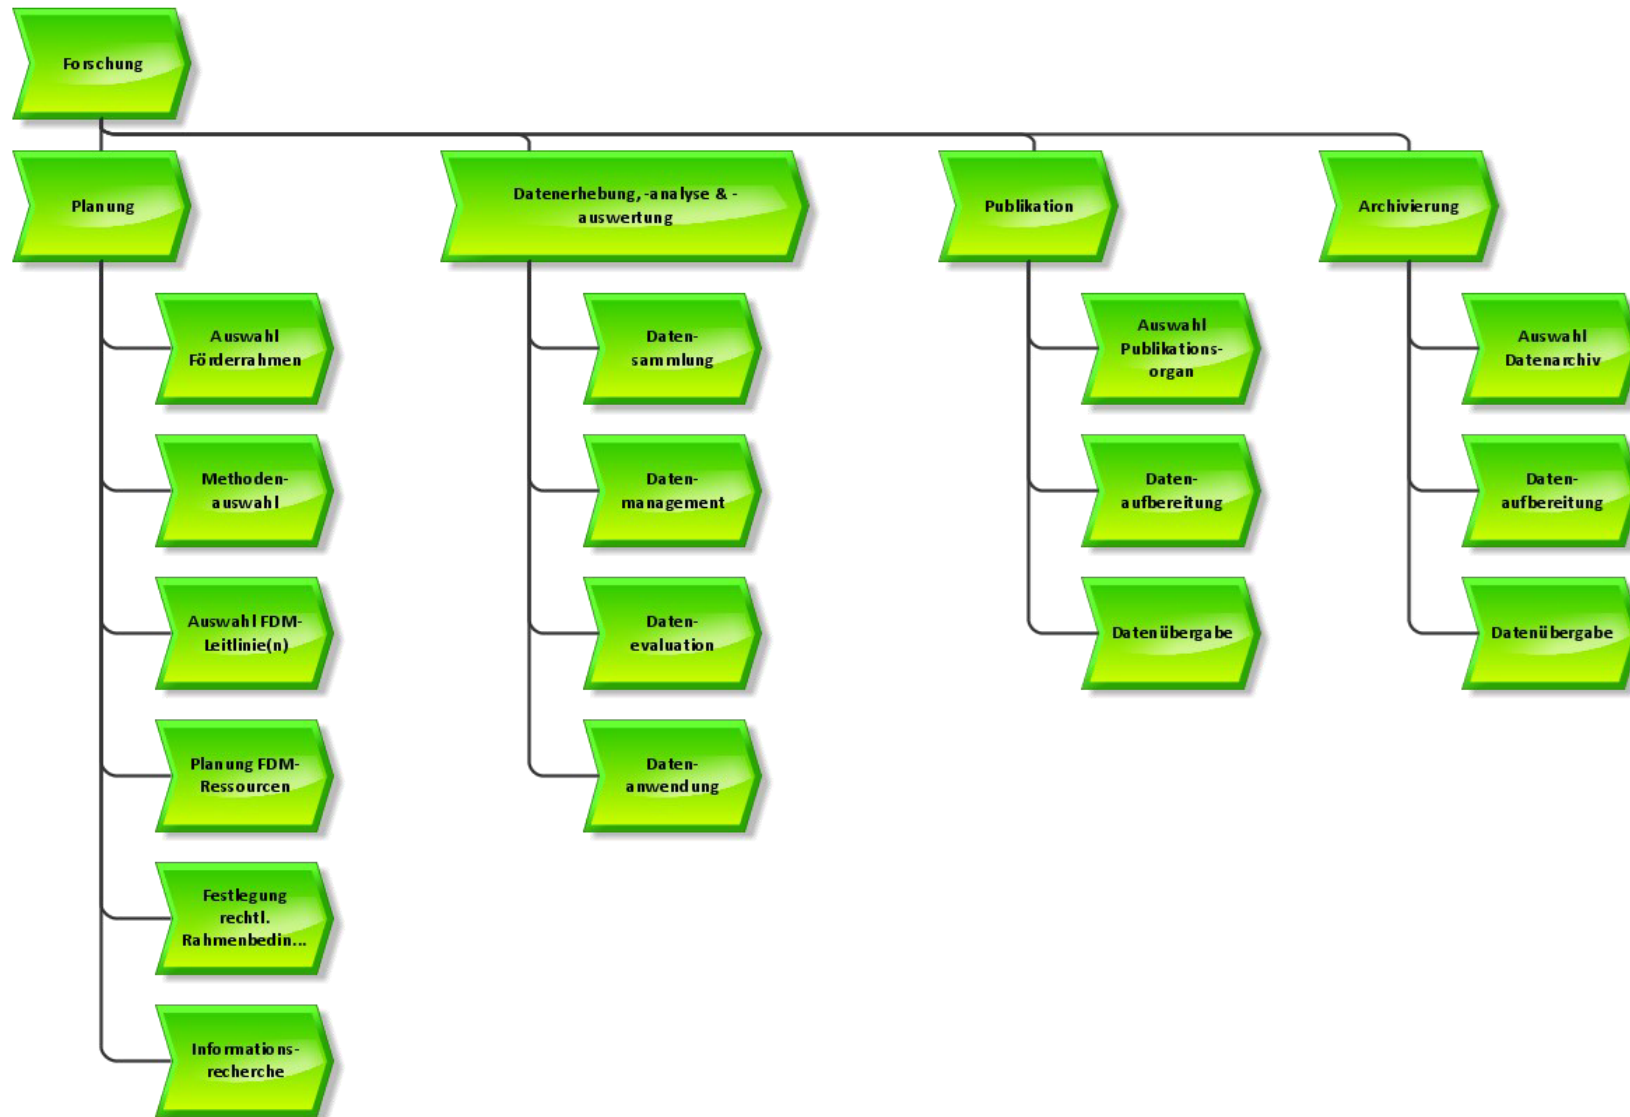 Forschung
Planung
Datenerhebung, -analyse & -
auswertung
Publikation
Archivierung
Auswahl
Förderrahmen
Methoden-
auswahl
Auswahl FDM-
Leitlinie(n)
Planung FDM-
Ressourcen
Festlegung
rechtl.
Rahmenbedin...
Informations-
recherche
Daten-
sammlung
Daten-
management
Daten-
evaluation
Daten-
anwendung
Auswahl
Publikations-
organ
Daten-
aufbereitung
Datenübergabe
Auswahl
Datenarchiv
Daten-
aufbereitung
Datenübergabe